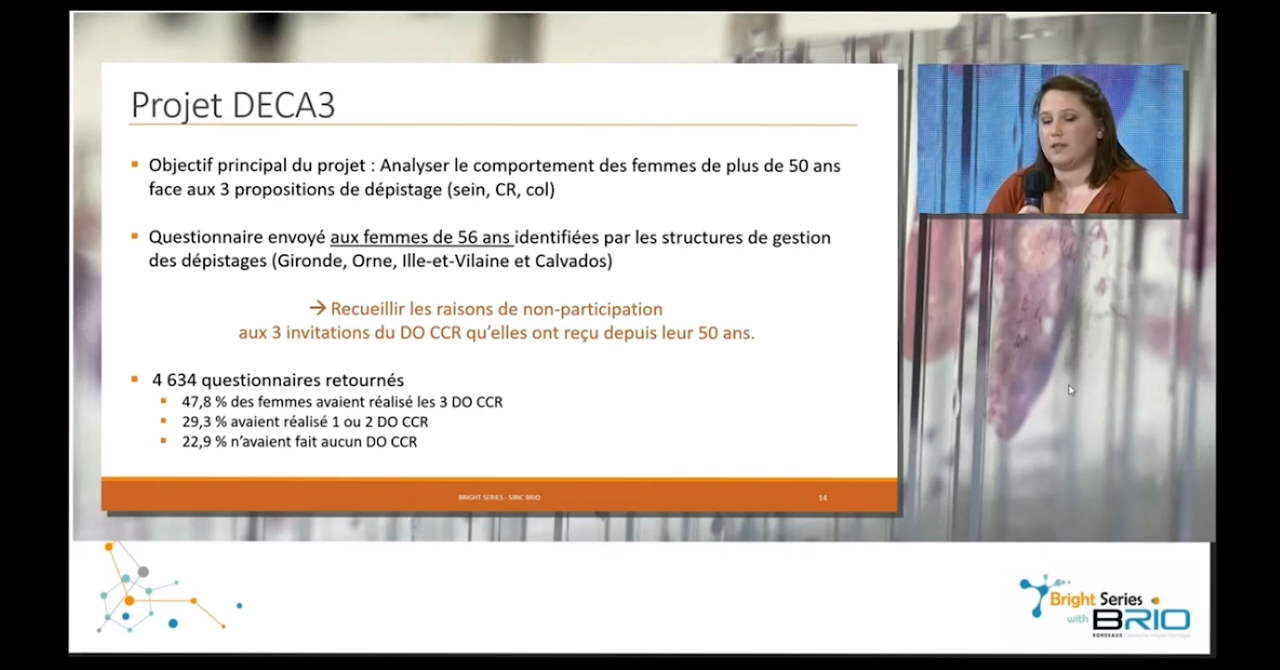 Projet DECA3
▪ Objectif principal du projet : Analyser le comportement des femmes de plus de 50 ans
face aux 3 propositions de dépistage (sein, CR, col)
▪ Questionnaire envoyé aux femmes de 56 ans identifiées par les structures de gestion
des dépistages (Gironde, Orne, Ille-et-Vilaine et Calvados)
→ Recueillir les raisons de non-participation
aux 3 invitations du DO CCR qu'elles ont reçu depuis leur 50 ans.
▪ 4 634 questionnaires retournés
▪ 47,8 % des femmes avaient réalisé les 3 DO CCR
▪ 29,3 % avaient réalisé 1 ou 2 DO CCR
▪ 22,9 % n'avaient fait aucun DO CCR
BRIGHT SERIES - SIRIC BRIO
14
Bright Series
with BRIO
BORDEAUX